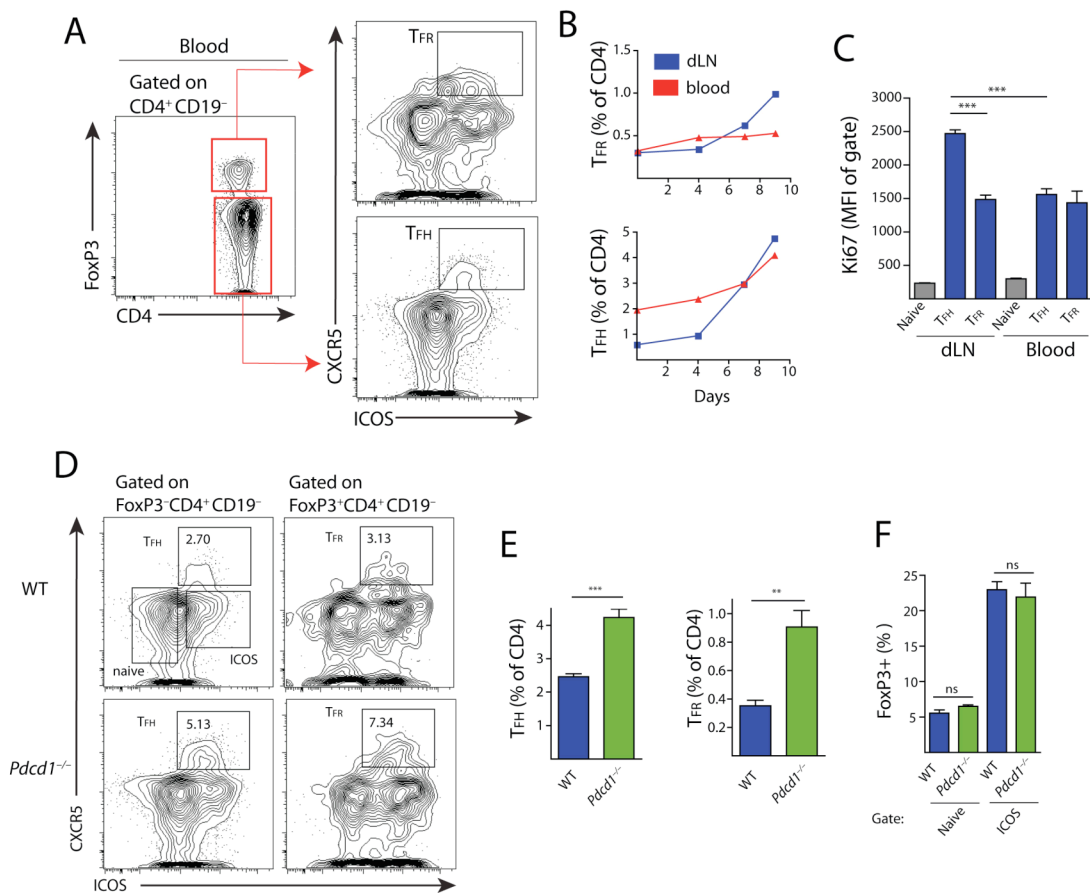 A
Blood
Gated on
CD4⁺ CD19⁻
FoxP3
CD4
TFR
TFH
CXCR5
ICOS
B
dLN
blood
TFR (% of CD4)
1.5
1.0
0.5
0 2 4 6 8 10
TFH (% of CD4)
5
4
3
2
1
0 2 4 6 8 10
Days
C
Ki67 (MFI of gate)
3000
2500
2000
1500
1000
500
***
***
Naive TFH TFR Naive TFH TFR
dLN Blood
D
Gated on
FoxP3⁻CD4⁺ CD19⁻
Gated on
FoxP3⁺CD4⁺CD19⁻
WT
TFH 2.70
naive
ICOS
TFR 3.13
Pdcd1⁻/⁻
TFH 5.13
TFR 7.34
CXCR5
ICOS
E
TFH (% of CD4)
4
3
2
1
***
WT Pdcd1⁻/⁻
TFR (% of CD4)
1.0
0.8
0.6
0.4
0.2
**
WT Pdcd1⁻/⁻
F
FoxP3+ (% )
25
20
15
10
5
ns
ns
WT Pdcd1⁻/⁻ WT Pdcd1⁻/⁻
Gate: Naive ICOS